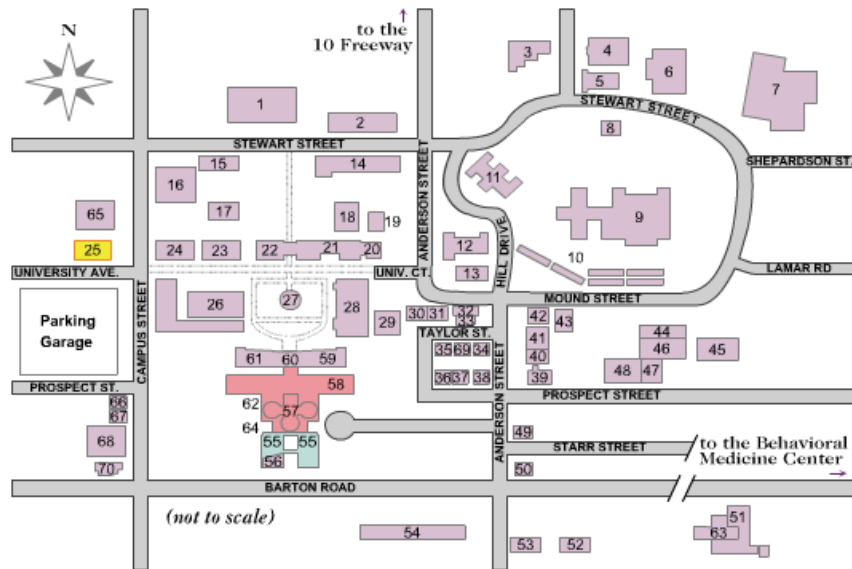 N
to the
10 Freeway
1
2
3
4
5
6
7
8
STEWART STREET
STEWART STREET
SHEPARDSON ST.
15
14
16
17
18
19
11
9
10
65
25
24
23
22
21
20
12
13
ANDERSON STREET
HILL DRIVE
UNIVERSITY AVE.
UNIV. CT.
LAMAR RD
MOUND STREET
Parking
Garage
CAMPUS STREET
26
27
28
29
30
31
32
33
TAYLOR ST.
35
69
34
36
37
38
42
43
41
40
39
44
46
45
48
47
61
60
59
58
62
57
64
55
55
56
PROSPECT ST.
PROSPECT STREET
66
67
68
70
ANDERSON STREET
49
STARR STREET
50
to the Behavioral
Medicine Center
BARTON ROAD
(not to scale)
54
53
52
51
63